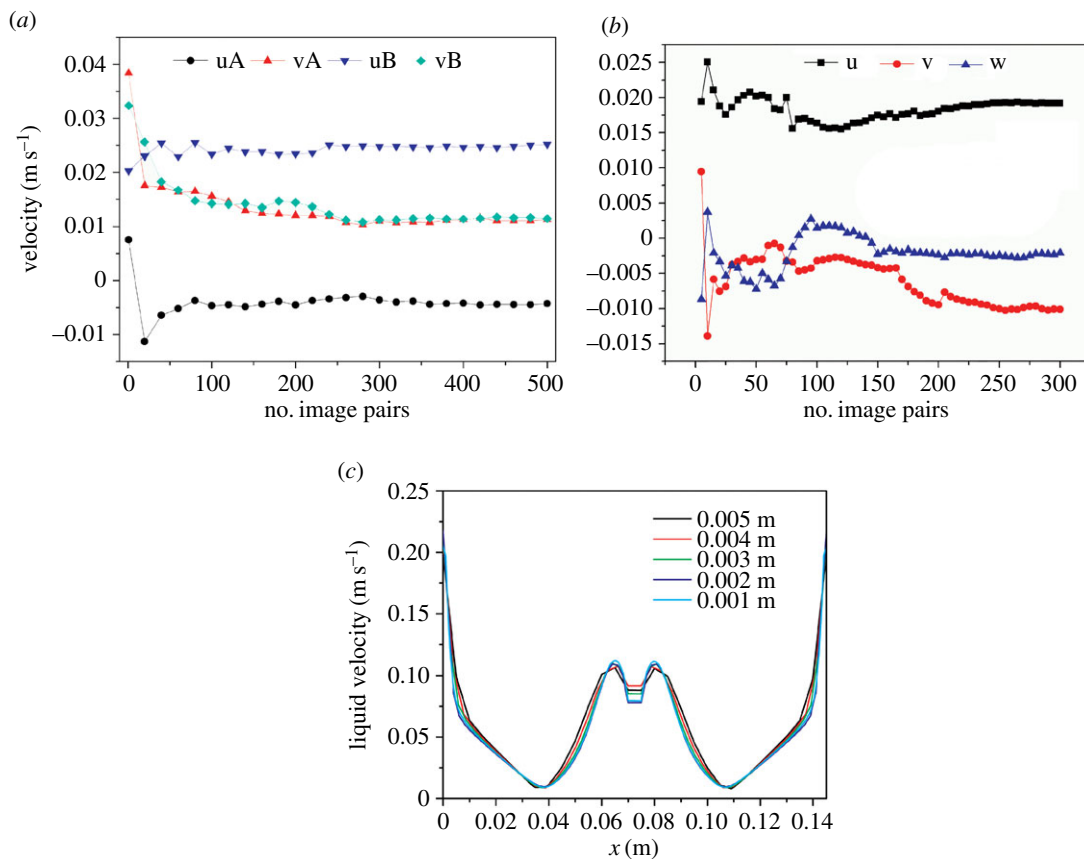 (a)
uA vA uB vB
0.04
0.03
0.02
0.01
0
–0.01
velocity (m s–1)
0 100 200 300 400 500
no. image pairs
(b)
u v w
0.025
0.020
0.015
0.010
0.005
0
–0.005
–0.010
–0.015
0 50 100 150 200 250 300
no. image pairs
(c)
0.25
0.20
0.15
0.10
0.05
0
liquid velocity (m s–1)
0.005 m
0.004 m
0.003 m
0.002 m
0.001 m
0 0.02 0.04 0.06 0.08 0.10 0.12 0.14
x (m)